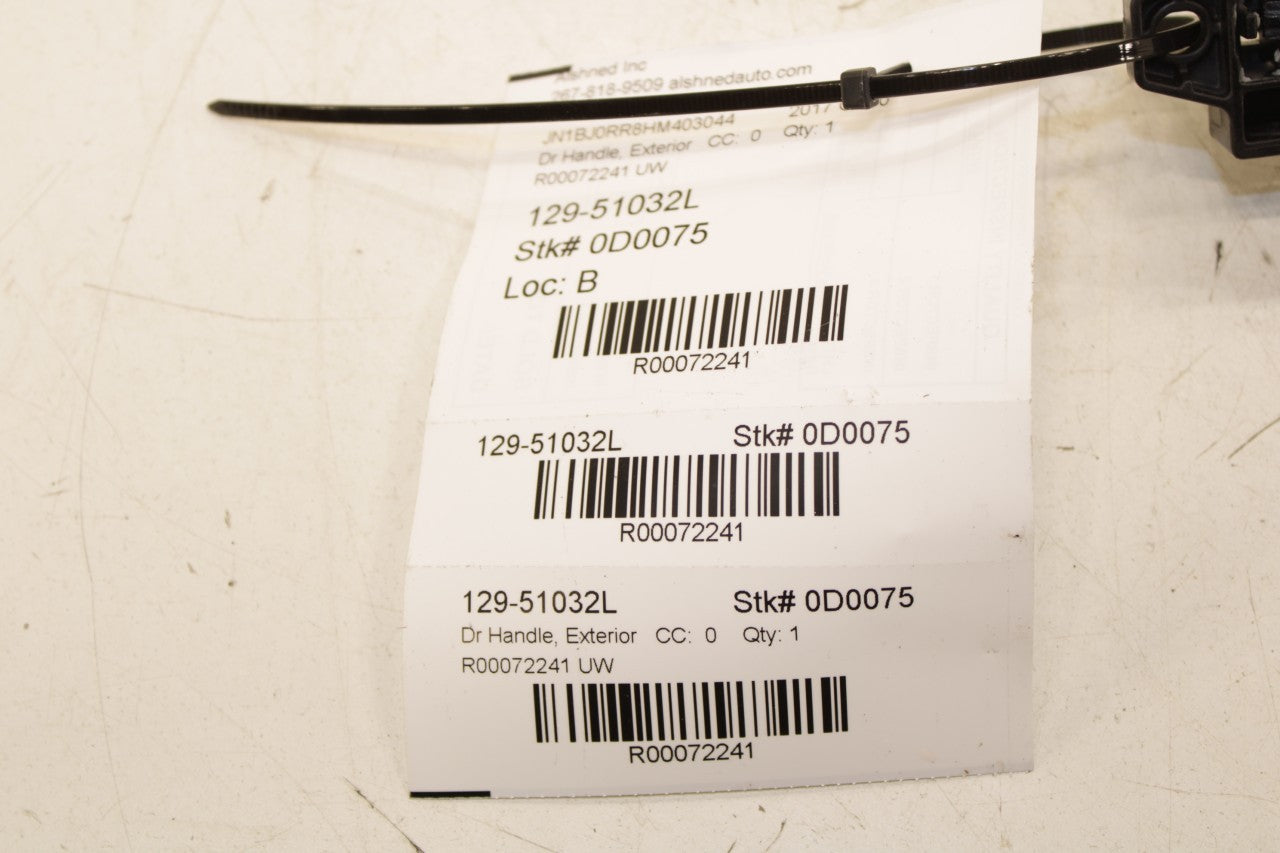 Alshned Inc
267-818-9509 alshnedauto.com
JN1BJ0RR8HM403044 2017
Dr Handle, Exterior CC: 0 Qty: 1
R00072241 UW
129-51032L
Stk# 0D0075
Loc: B
R00072241
129-51032L Stk# 0D0075
R00072241
129-51032L Stk# 0D0075
Dr Handle, Exterior CC: 0 Qty: 1
R00072241 UW
R00072241